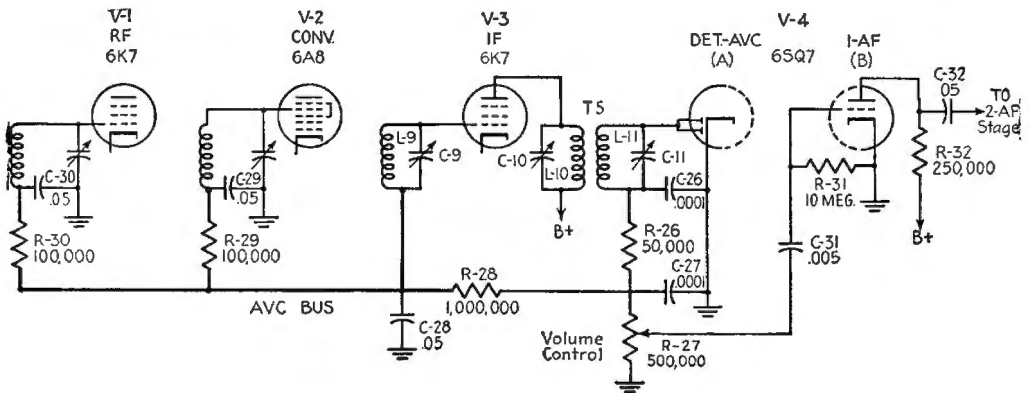 V-1
RF
6K7
V-2
CONV.
6A8
V-3
IF
6K7
V-4
DET.-AVC 6SQ7 1-AF
(A) (B)
C-32
.05
TO
2-AF
Stage.
T5
L-9
C-9
C-10
L-10
L-11
C-11
C-30
.05
C-29
.05
C-26
.0001
R-31
10 MEG.
R-32
250,000
R-30
100,000
R-29
100,000
B+
R-26
50,000
C-31
.005
B+
C-27
.0001
R-28
1,000,000
AVC BUS
C-28
.05
Volume
Control
R-27
500,000